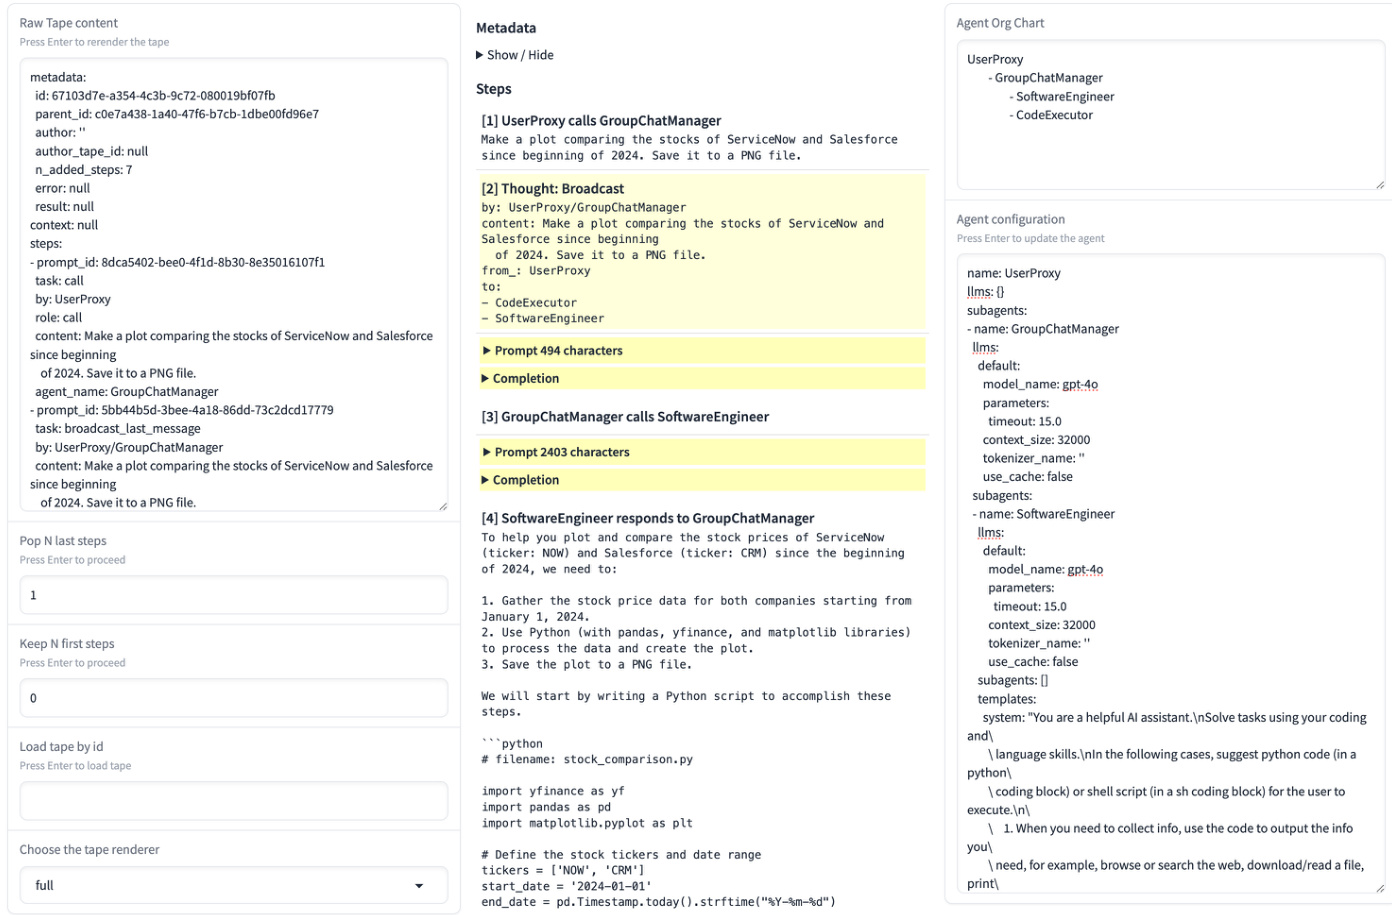 Raw Tape content
Press Enter to rerender the tape
metadata:
id: 67103d7e-a354-4c3b-9c72-080019bf07fb
parent_id: c0e7a438-1a40-47f6-b7cb-1dbe00fd96e7
author: ''
author_tape_id: null
n_added_steps: 7
error: null
result: null
context: null
steps:
- prompt_id: 8dca5402-bee0-4f1d-8b30-8e35016107f1
task: call
by: UserProxy
role: call
content: Make a plot comparing the stocks of ServiceNow and Salesforce
since beginning
of 2024. Save it to a PNG file.
agent_name: GroupChatManager
- prompt_id: 5bb44b5d-3bee-4a18-86dd-73c2dcd17779
task: broadcast_last_message
by: UserProxy/GroupChatManager
content: Make a plot comparing the stocks of ServiceNow and Salesforce
since beginning
of 2024. Save it to a PNG file.
Pop N last steps
Press Enter to proceed
1
Keep N first steps
Press Enter to proceed
0
Load tape by id
Press Enter to load tape
Choose the tape renderer
full
Metadata
▶ Show / Hide
Steps
[1] UserProxy calls GroupChatManager
Make a plot comparing the stocks of ServiceNow and Salesforce
since beginning of 2024. Save it to a PNG file.
[2] Thought: Broadcast
by: UserProxy/GroupChatManager
content: Make a plot comparing the stocks of ServiceNow and
Salesforce since beginning
of 2024. Save it to a PNG file.
from_: UserProxy
to:
- CodeExecutor
- SoftwareEngineer
▶ Prompt 494 characters
▶ Completion
[3] GroupChatManager calls SoftwareEngineer
▶ Prompt 2403 characters
▶ Completion
[4] SoftwareEngineer responds to GroupChatManager
To help you plot and compare the stock prices of ServiceNow
(ticker: NOW) and Salesforce (ticker: CRM) since the beginning
of 2024, we need to:
1. Gather the stock price data for both companies starting from
January 1, 2024.
2. Use Python (with pandas, yfinance, and matplotlib libraries)
to process the data and create the plot.
3. Save the plot to a PNG file.
We will start by writing a Python script to accomplish these
steps.
```python
# filename: stock_comparison.py
import yfinance as yf
import pandas as pd
import matplotlib.pyplot as plt
# Define the stock tickers and date range
tickers = ['NOW', 'CRM']
start_date = '2024-01-01'
end_date = pd.Timestamp.today().strftime("%Y-%m-%d")
Agent Org Chart
UserProxy
- GroupChatManager
- SoftwareEngineer
- CodeExecutor
Agent configuration
Press Enter to update the agent
name: UserProxy
llms: {}
subagents:
- name: GroupChatManager
llms:
default:
model_name: gpt-4o
parameters:
timeout: 15.0
context_size: 32000
tokenizer_name: ''
use_cache: false
subagents:
- name: SoftwareEngineer
llms:
default:
model_name: gpt-4o
parameters:
timeout: 15.0
context_size: 32000
tokenizer_name: ''
use_cache: false
subagents: []
templates:
system: "You are a helpful AI assistant.\nSolve tasks using your coding
and\
\ language skills.\nIn the following cases, suggest python code (in a
python\
\ coding block) or shell script (in a sh coding block) for the user to
execute.\n\
\ 1. When you need to collect info, use the code to output the info
you\
\ need, for example, browse or search the web, download/read a file,
print\